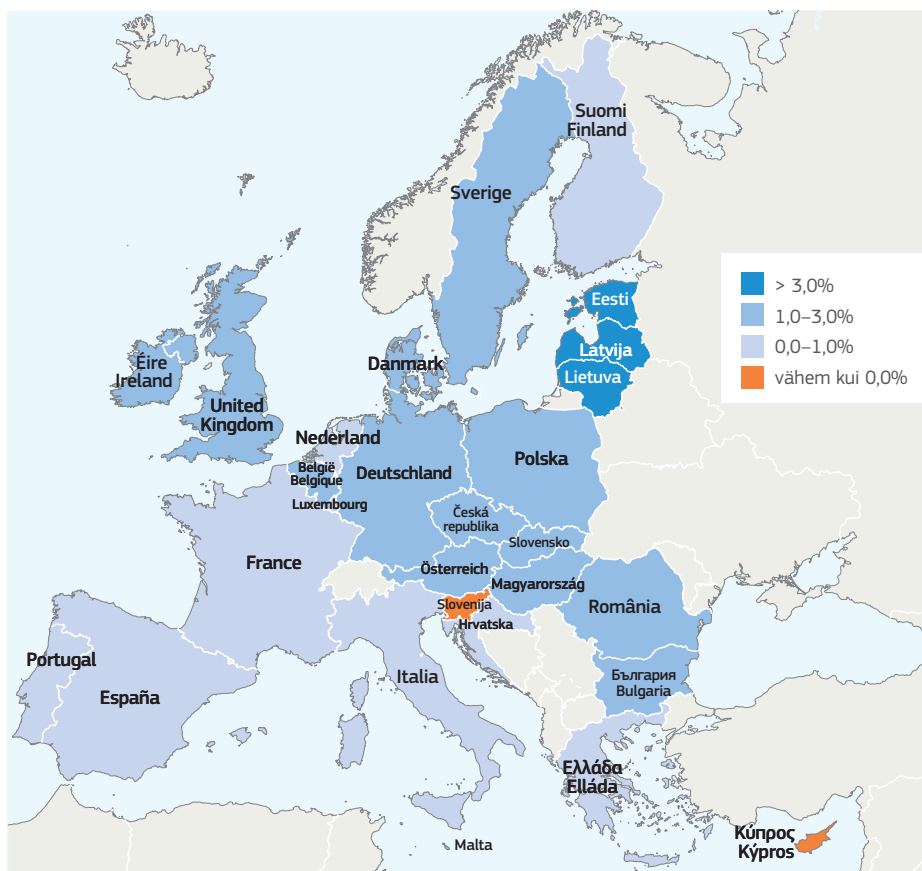 Suomi
Finland
Sverige
> 3,0%
1,0–3,0%
0,0–1,0%
vähem kui 0,0%
Eesti
Latvija
Lietuva
Danmark
Éire
Ireland
United
Kingdom
Nederland
België
Belgique
Luxembourg
Deutschland
Polska
Česká
republika
Slovensko
Österreich
Magyarország
France
Slovenija
Hrvatska
România
България
Bulgaria
Portugal
España
Italia
Ελλάδα
Elláda
Malta
Κύπρος
Kýpros